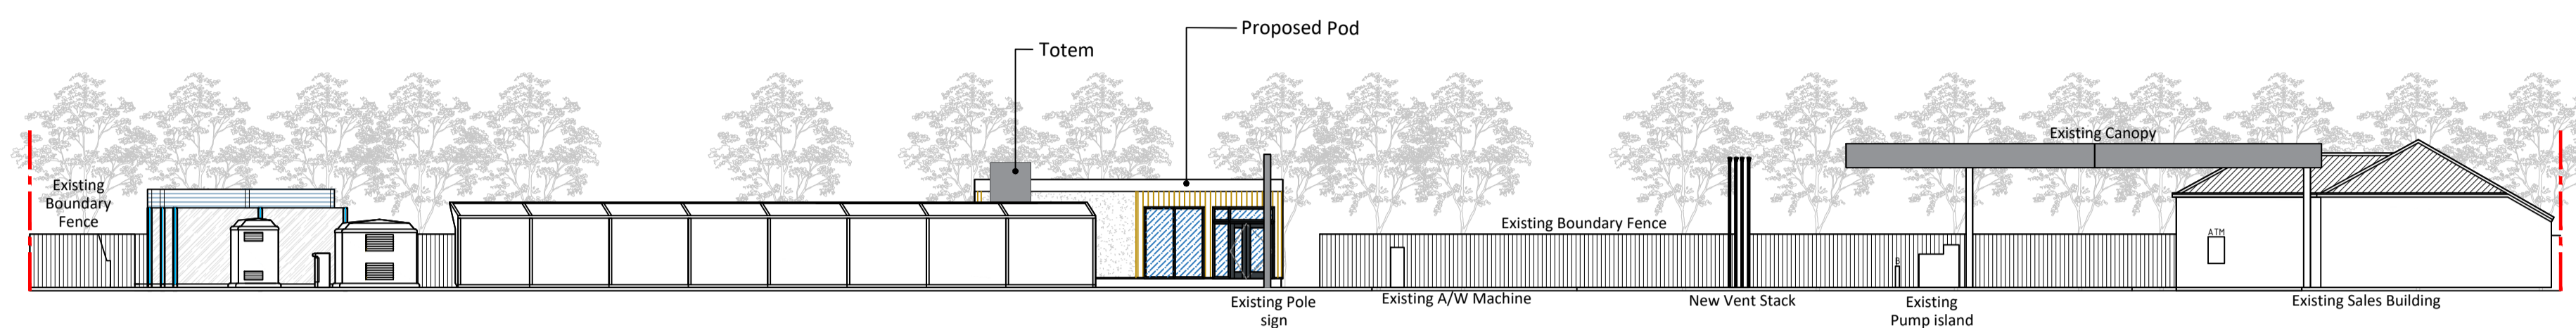 Proposed Pod
Totem
Existing Canopy
Existing
Boundary
Fence
Existing Boundary Fence
ATM
B
Existing Pole
sign
Existing A/W Machine
New Vent Stack
Existing
Pump island
Existing Sales Building